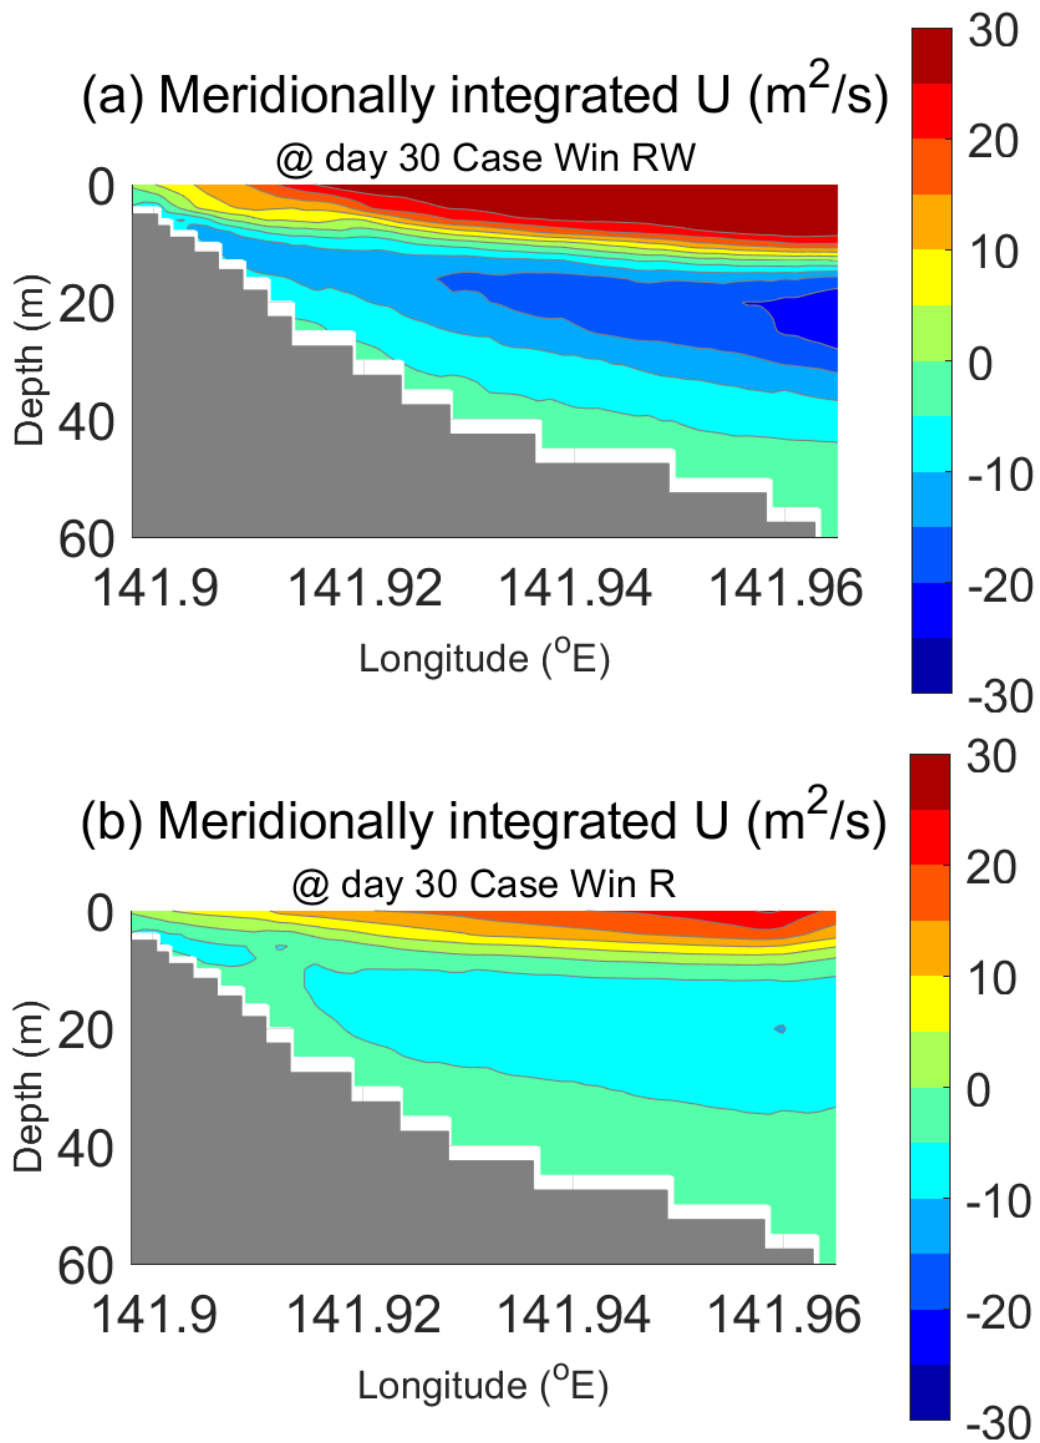 (a) Meridionally integrated U (m²/s)
@ day 30 Case Win RW
0
20
40
60
Depth (m)
141.9 141.92 141.94 141.96
Longitude (ºE)
30
20
10
0
-10
-20
-30
(b) Meridionally integrated U (m²/s)
@ day 30 Case Win R
0
20
40
60
Depth (m)
141.9 141.92 141.94 141.96
Longitude (ºE)
30
20
10
0
-10
-20
-30